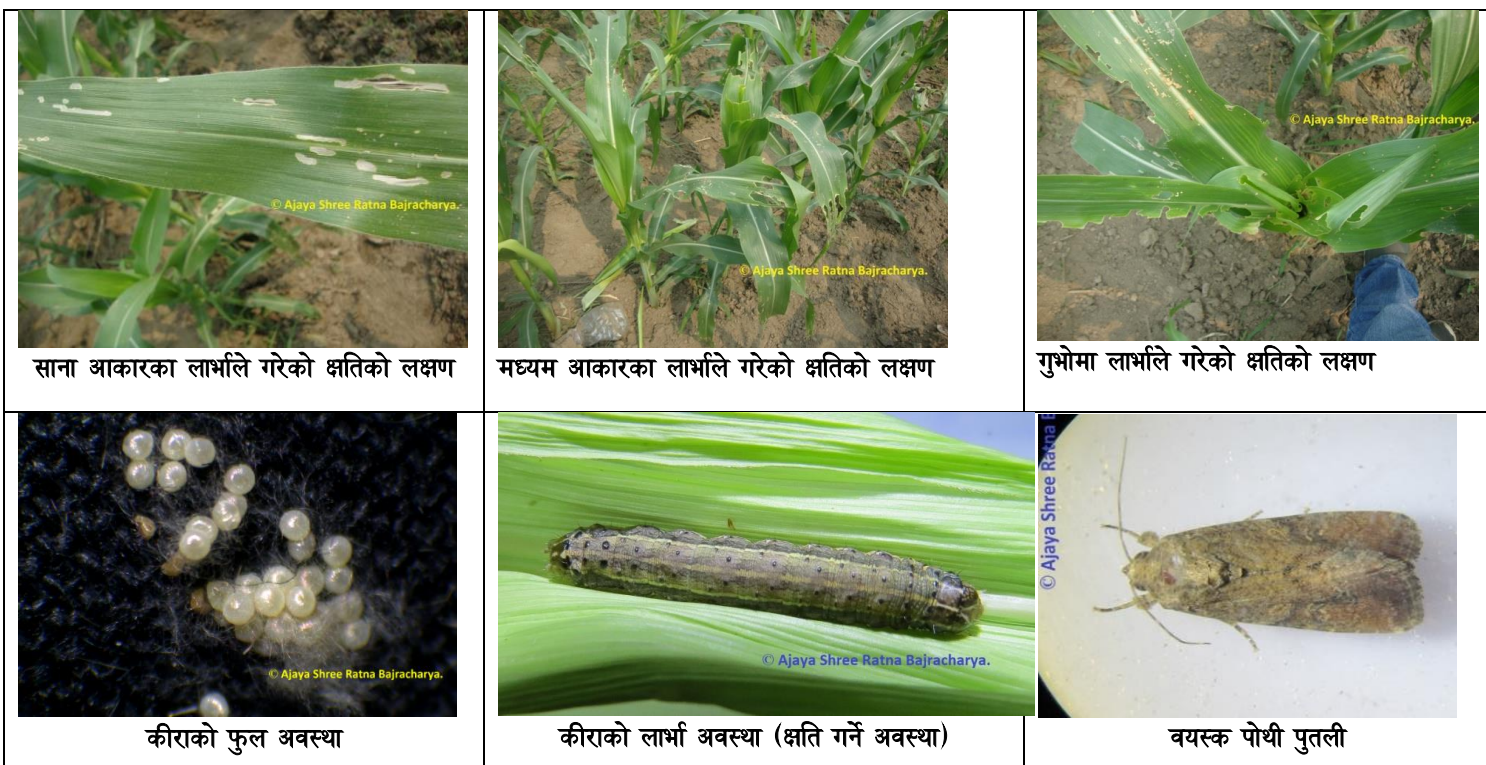 © Ajaya Shree Ratna Bajracharya.
© Ajaya Shree Ratna Bajracharya.
© Ajaya Shree Ratna Bajracharya.
साना आकारका लार्भाले गरेको क्षतिको लक्षण
मध्यम आकारका लार्भाले गरेको क्षतिको लक्षण
गुभोमा लार्भाले गरेको क्षतिको लक्षण
© Ajaya Shree Ratna Bajracharya.
© Ajaya Shree Ratna Bajracharya.
© Ajaya Shree Ratna
कीराको फुल अवस्था
कीराको लार्भा अवस्था (क्षति गर्ने अवस्था)
वयस्क पोथी पुतली